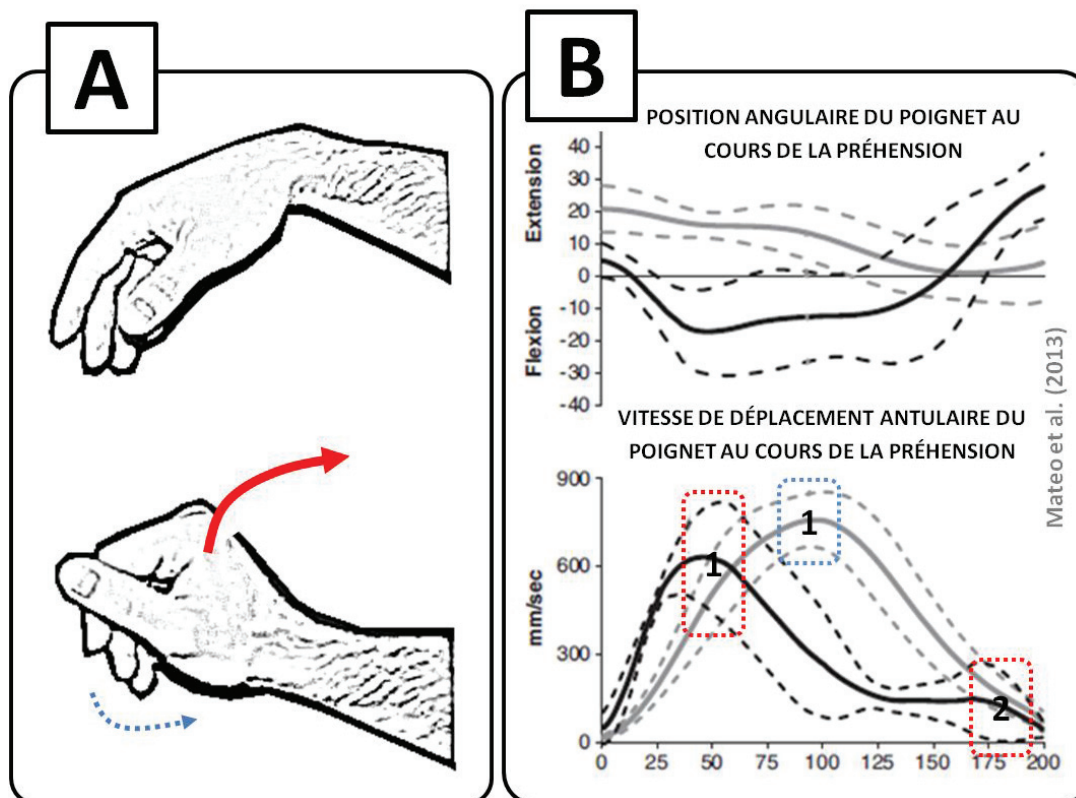 A
B
POSITION ANGULAIRE DU POIGNET AU
COURS DE LA PRÉHENSION
Extension
Flexion
40
30
20
10
0
-10
-20
-30
-40
Mateo et al. (2013)
VITESSE DE DÉPLACEMENT ANTULAIRE DU
POIGNET AU COURS DE LA PRÉHENSION
mm/sec
900
600
300
0
1
1
2
0 25 50 75 100 125 150 175 200